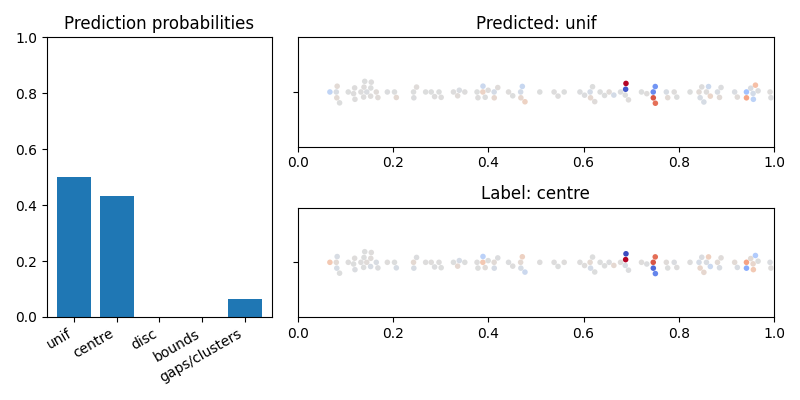 Prediction probabilities
1.0
0.8
0.6
0.4
0.2
0.0
unif
centre
disc
bounds
gaps/clusters
Predicted: unif
0.0 0.2 0.4 0.6 0.8 1.0
Label: centre
0.0 0.2 0.4 0.6 0.8 1.0